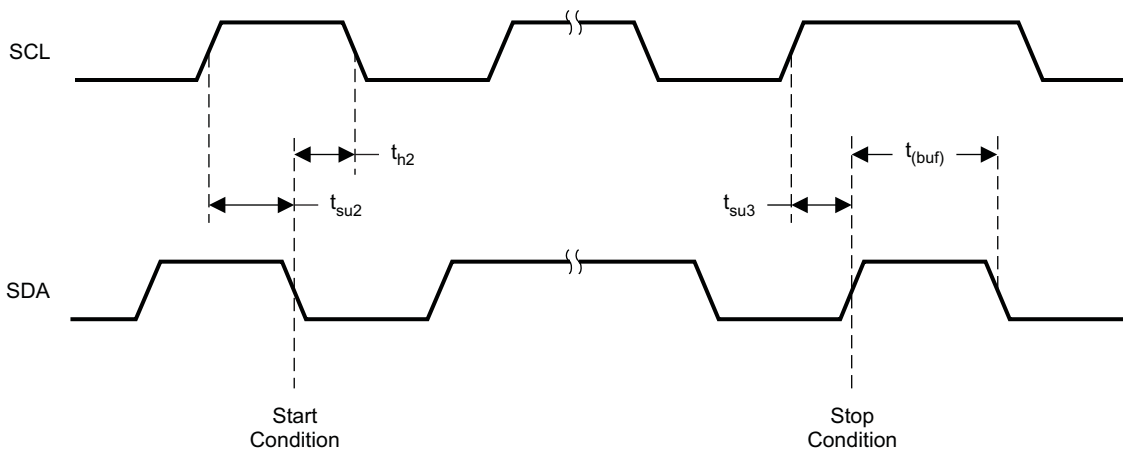 SCL
t_h2
t_(buf)
t_su2
t_su3
SDA
Start
Condition
Stop
Condition